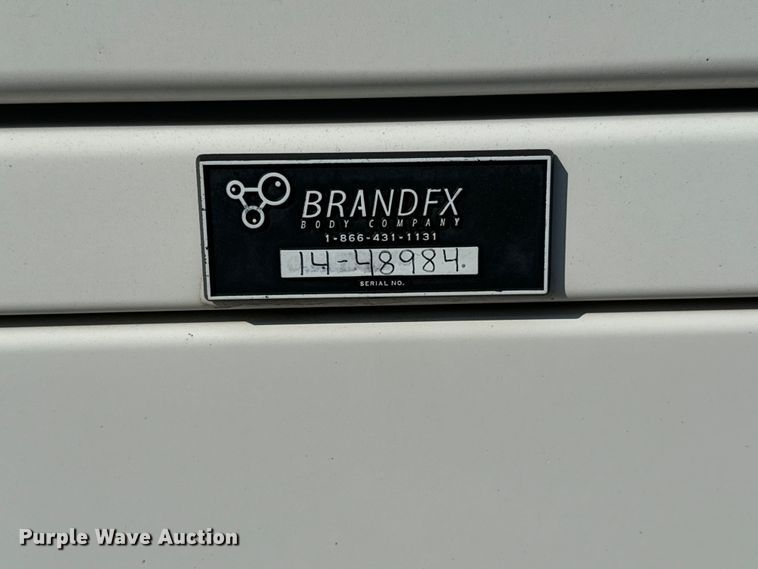 BRANDFX
BODY COMPANY
1-866-431-1131
14-48984.
SERIAL NO.
Purple Wave Auction